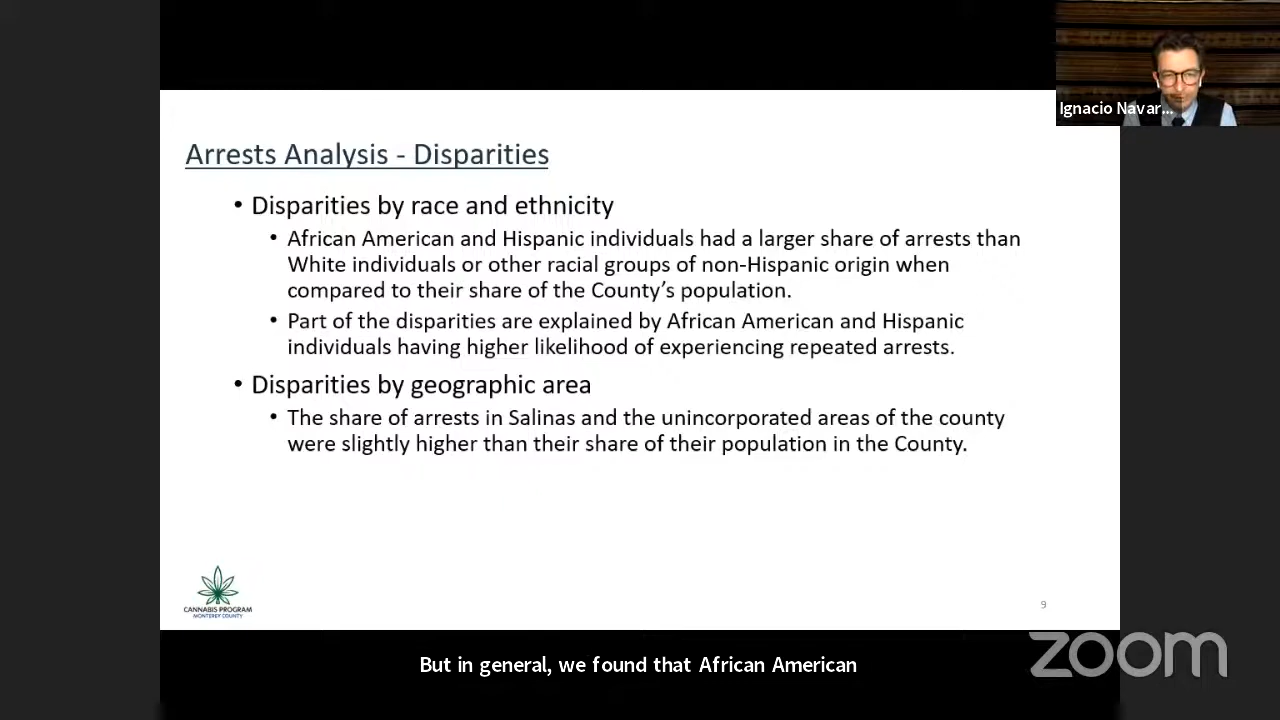 Ignacio Navar...
Arrests Analysis - Disparities
• Disparities by race and ethnicity
• African American and Hispanic individuals had a larger share of arrests than
White individuals or other racial groups of non-Hispanic origin when
compared to their share of the County's population.
• Part of the disparities are explained by African American and Hispanic
individuals having higher likelihood of experiencing repeated arrests.
• Disparities by geographic area
• The share of arrests in Salinas and the unincorporated areas of the county
were slightly higher than their share of their population in the County.
CANNABIS PROGRAM
MONTEREY COUNTY
9
But in general, we found that African American
zoom